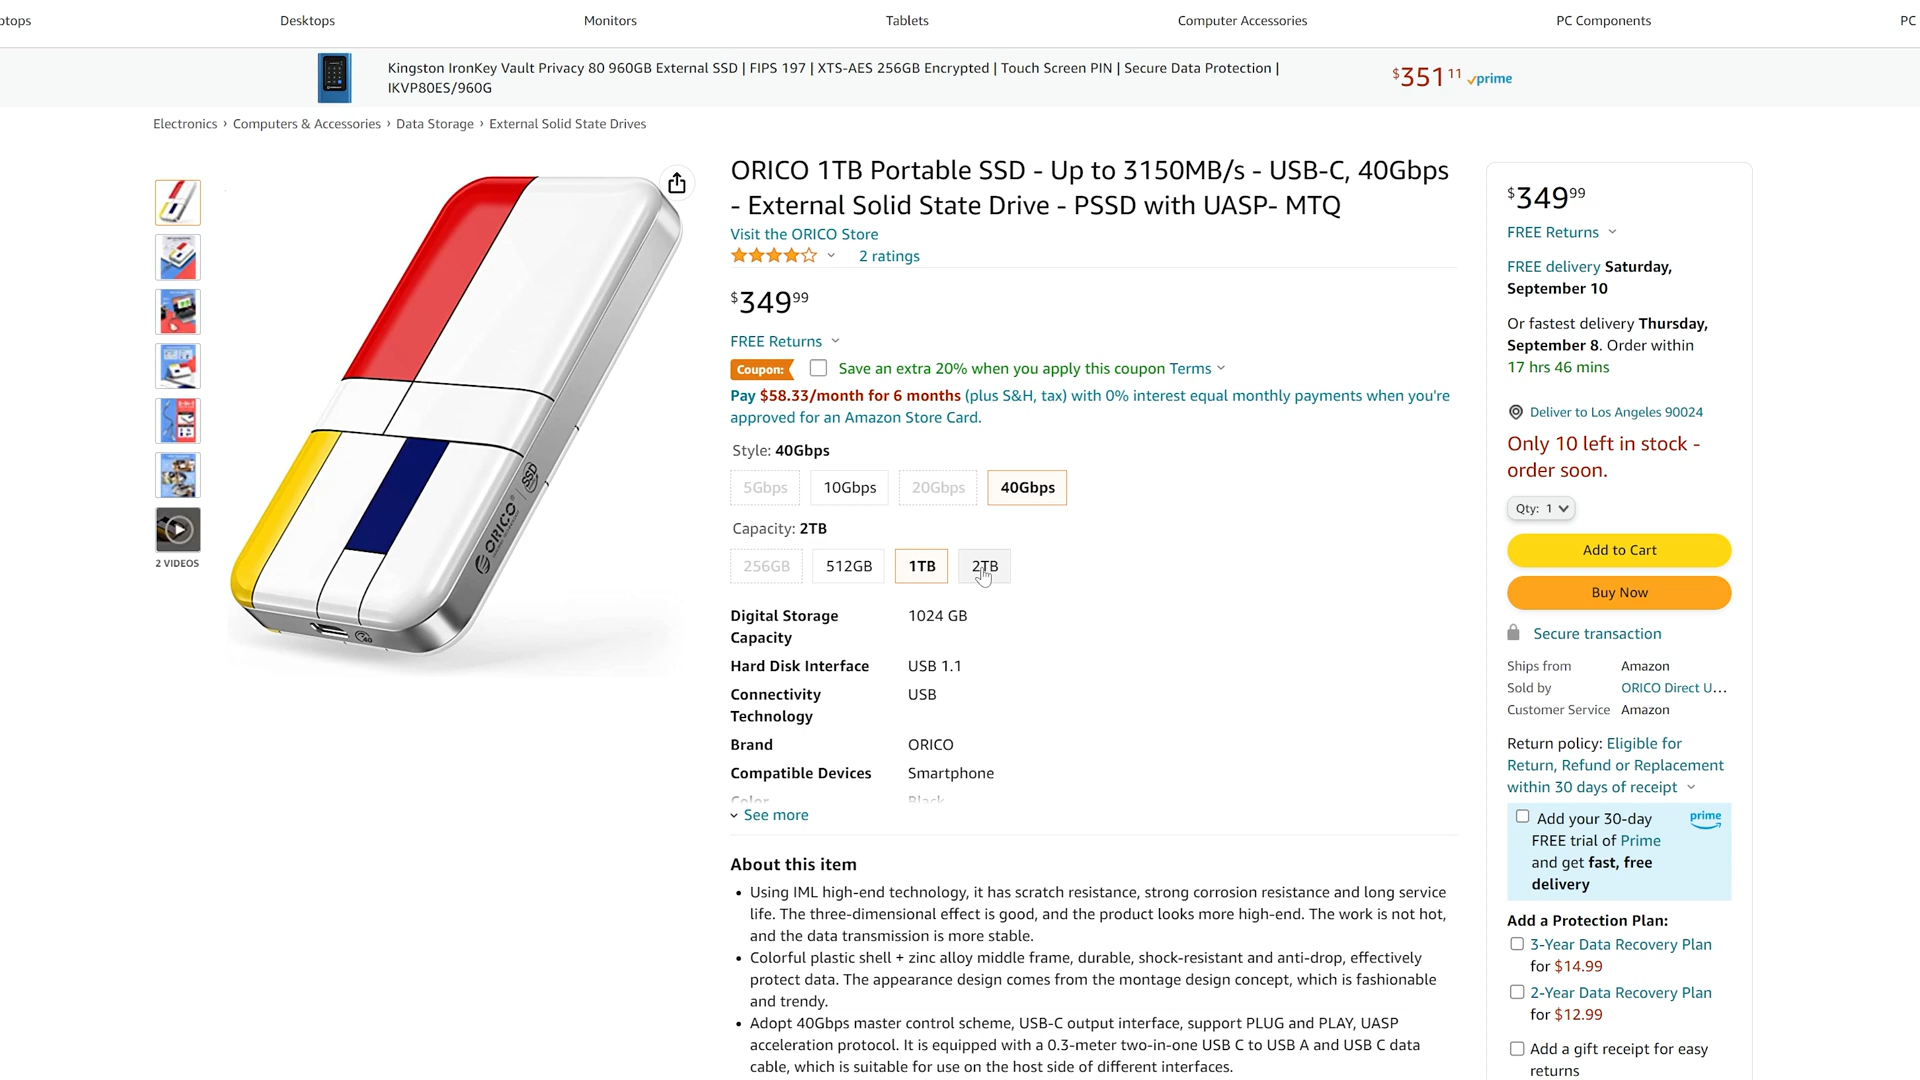 Desktops
Monitors
Tablets
Computer Accessories
PC Components
PC
Kingston IronKey Vault Privacy 80 960GB External SSD | FIPS 197 | XTS-AES 256GB Encrypted | Touch Screen PIN | Secure Data Protection |
IKVP80ES/960G
$351 11 prime
Electronics › Computers & Accessories › Data Storage › External Solid State Drives
2 VIDEOS
ORICO SSD
40
ORICO 1TB Portable SSD - Up to 3150MB/s - USB-C, 40Gbps
- External Solid State Drive - PSSD with UASP- MTQ
Visit the ORICO Store
2 ratings
$349 99
FREE Returns
Coupon: Save an extra 20% when you apply this coupon Terms
Pay $58.33/month for 6 months (plus S&H, tax) with 0% interest equal monthly payments when you're
approved for an Amazon Store Card.
Style: 40Gbps
5Gbps 10Gbps 20Gbps 40Gbps
Capacity: 2TB
256GB 512GB 1TB 2TB
Digital Storage 1024 GB
Capacity
Hard Disk Interface USB 1.1
Connectivity USB
Technology
Brand ORICO
Compatible Devices Smartphone
Color Black
See more
About this item
• Using IML high-end technology, it has scratch resistance, strong corrosion resistance and long service
life. The three-dimensional effect is good, and the product looks more high-end. The work is not hot,
and the data transmission is more stable.
• Colorful plastic shell + zinc alloy middle frame, durable, shock-resistant and anti-drop, effectively
protect data. The appearance design comes from the montage design concept, which is fashionable
and trendy.
• Adopt 40Gbps master control scheme, USB-C output interface, support PLUG and PLAY, UASP
acceleration protocol. It is equipped with a 0.3-meter two-in-one USB C to USB A and USB C data
cable, which is suitable for use on the host side of different interfaces.
$349 99
FREE Returns
FREE delivery Saturday,
September 10
Or fastest delivery Thursday,
September 8. Order within
17 hrs 46 mins
Deliver to Los Angeles 90024
Only 10 left in stock -
order soon.
Qty: 1
Add to Cart
Buy Now
Secure transaction
Ships from Amazon
Sold by ORICO Direct U...
Customer Service Amazon
Return policy: Eligible for
Return, Refund or Replacement
within 30 days of receipt
Add your 30-day prime
FREE trial of Prime
and get fast, free
delivery
Add a Protection Plan:
3-Year Data Recovery Plan
for $14.99
2-Year Data Recovery Plan
for $12.99
Add a gift receipt for easy
returns